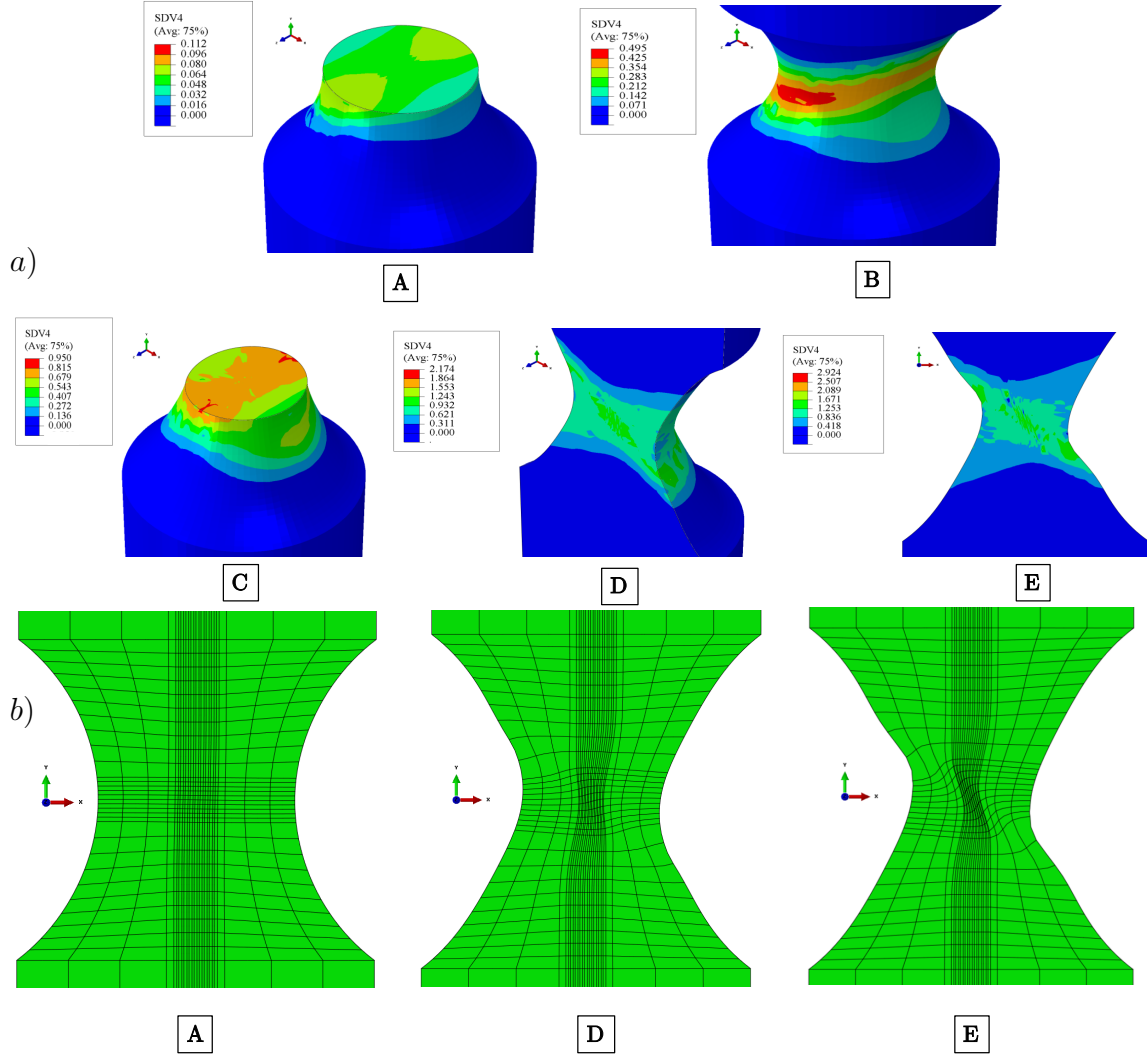 SDV4
(Avg: 75%)
0.112
0.096
0.080
0.064
0.048
0.032
0.016
0.000
SDV4
(Avg: 75%)
0.495
0.425
0.354
0.283
0.212
0.142
0.071
0.000
a)
A
B
SDV4
(Avg: 75%)
0.950
0.815
0.679
0.543
0.407
0.272
0.136
0.000
SDV4
(Avg: 75%)
2.174
1.864
1.553
1.243
0.932
0.621
0.311
0.000
SDV4
(Avg: 75%)
2.924
2.507
2.089
1.671
1.253
0.836
0.418
0.000
C
D
E
b)
Y
X
Y
X
Y
X
A
D
E